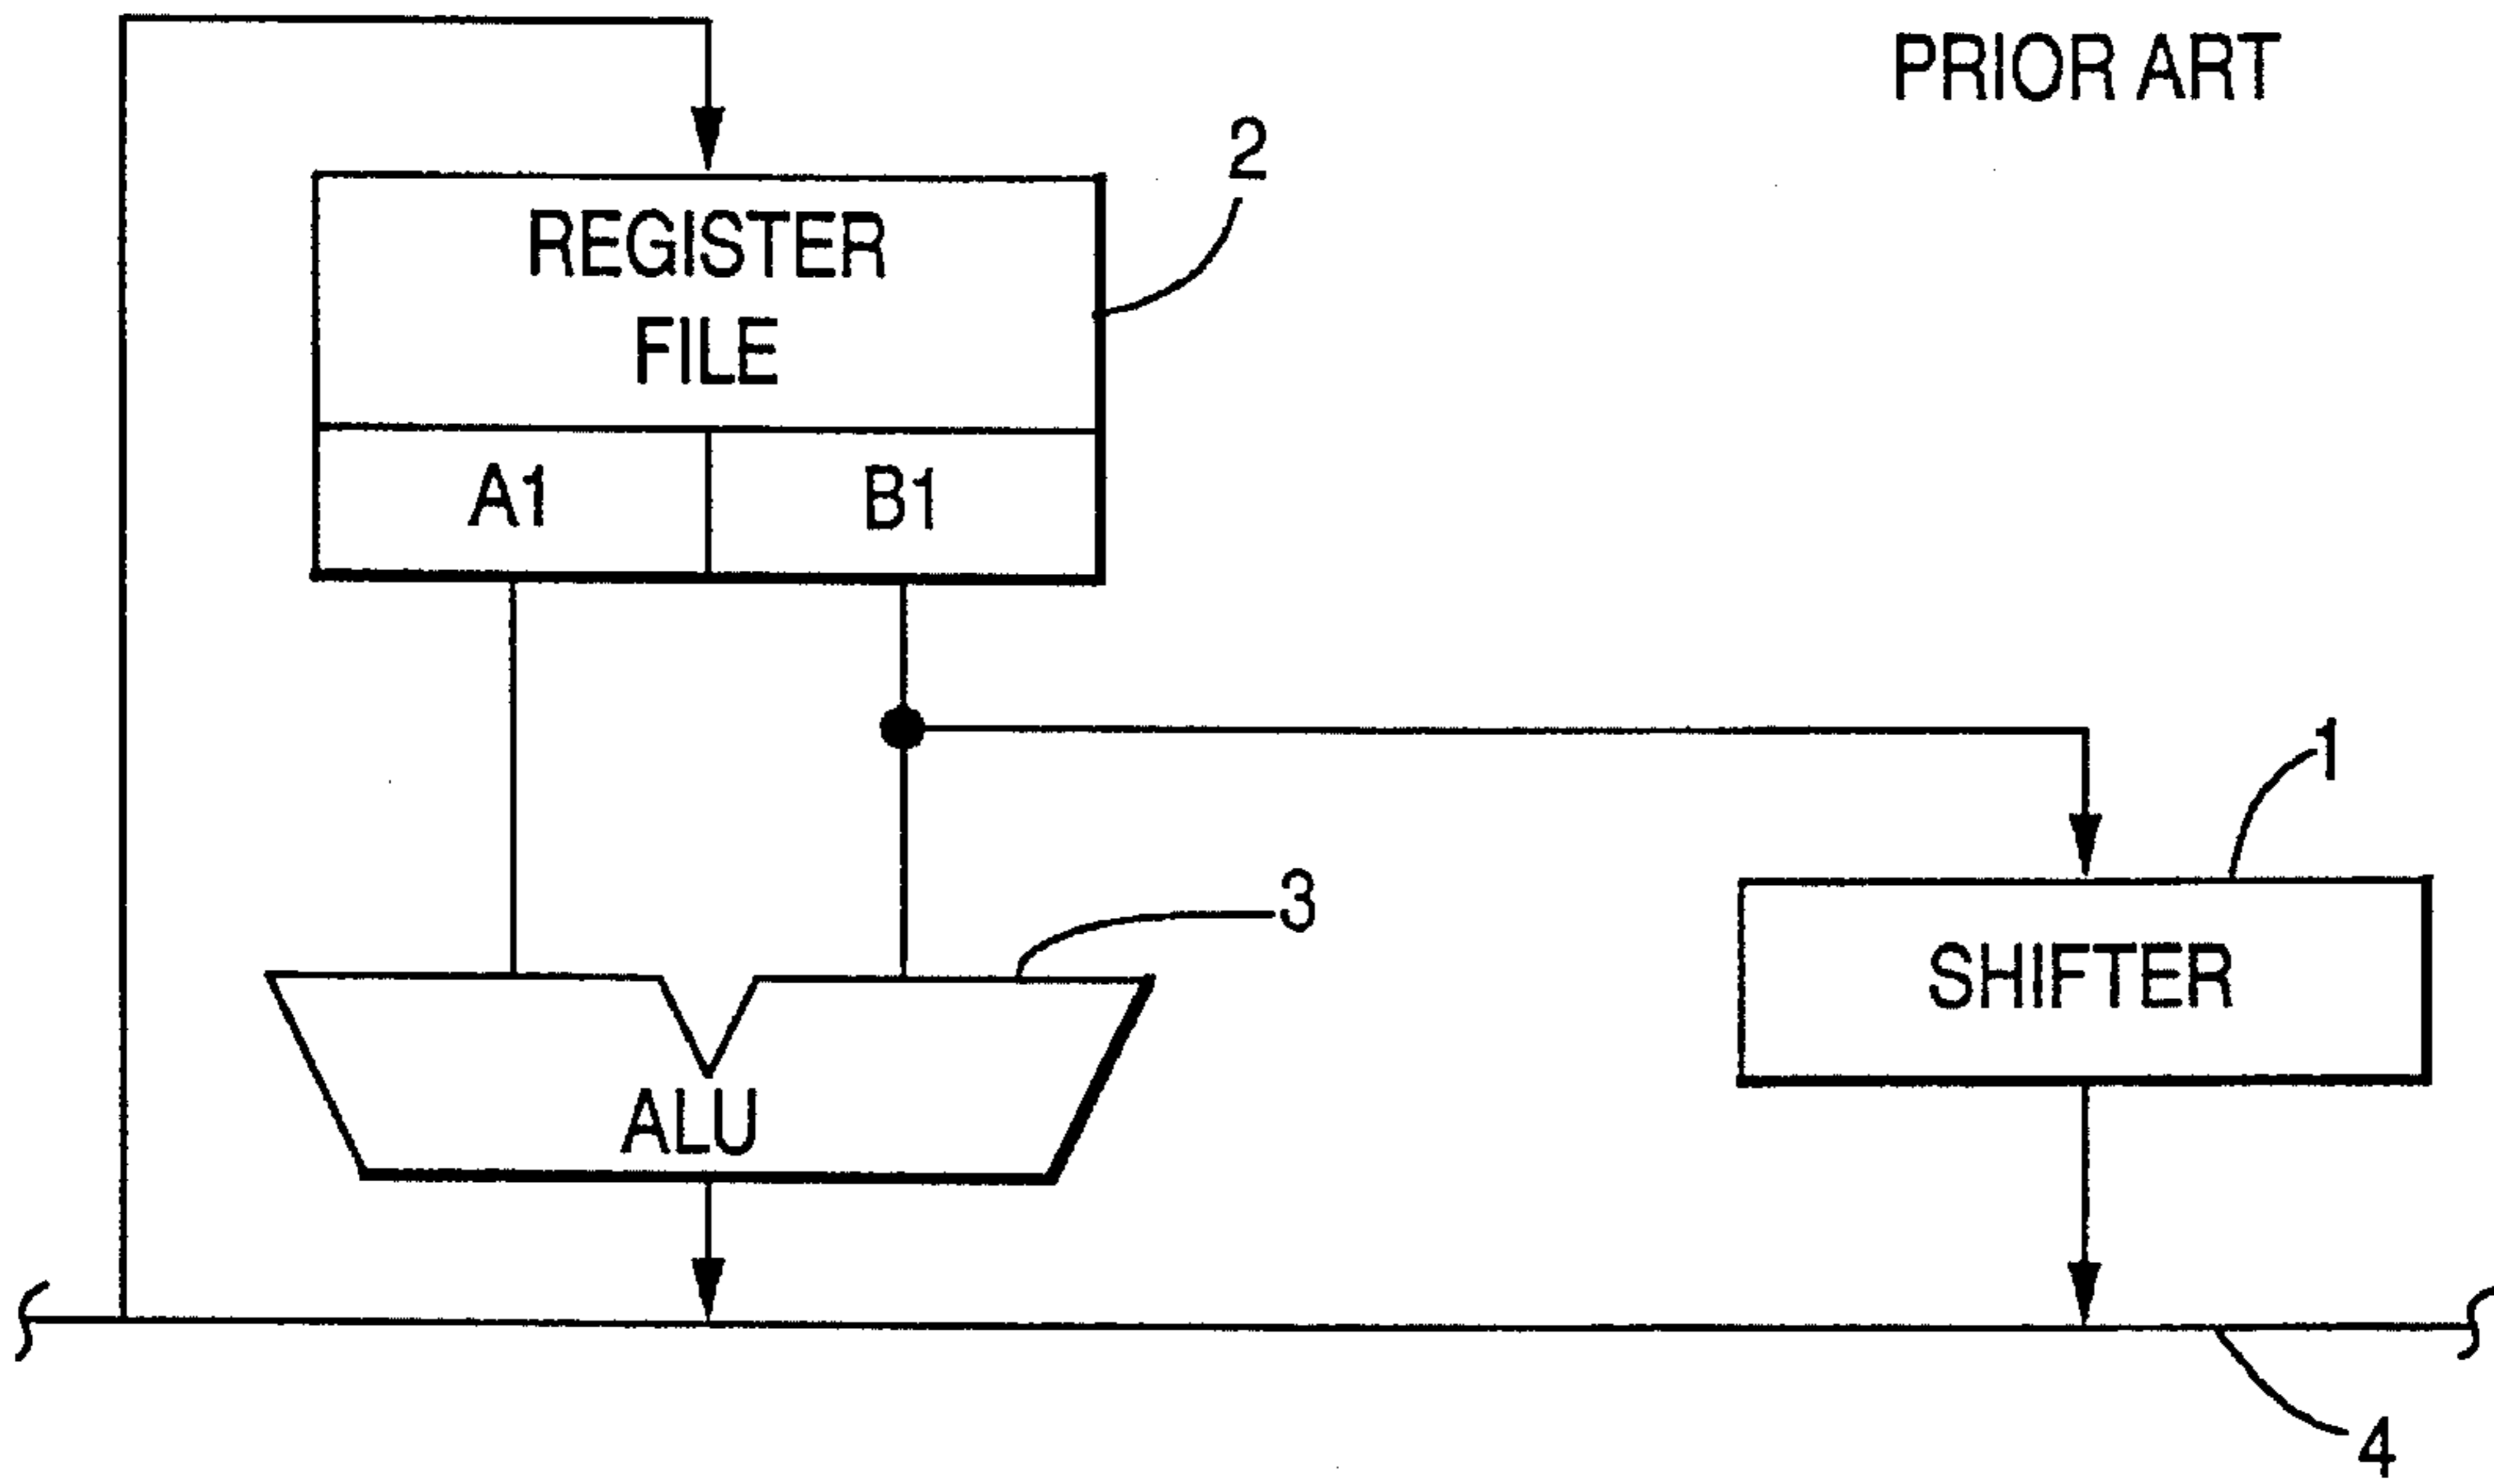 PRIOR ART
2
REGISTER
FILE
A1 B1
1
3
SHIFTER
ALU
4